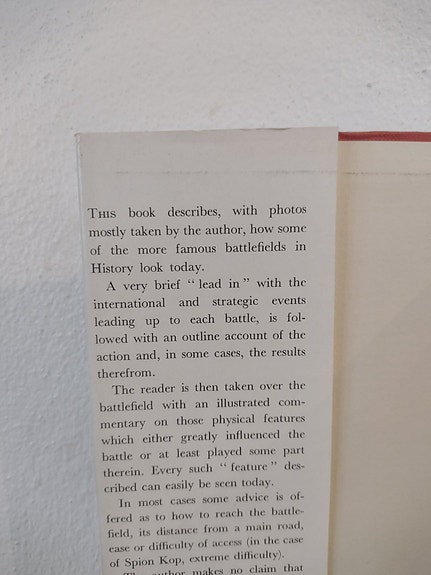 THIS book describes, with photos
mostly taken by the author, how some
of the more famous battlefields in
History look today.
A very brief "lead in" with the
international and strategic events
leading up to each battle, is fol-
lowed with an outline account of the
action and, in some cases, the results
therefrom.
The reader is then taken over the
battlefield with an illustrated com-
mentary on those physical features
which either greatly influenced the
battle or at least played some part
therein. Every such "feature" des-
cribed can easily be seen today.
In most cases some advice is of-
fered as to how to reach the battle-
field, its distance from a main road,
ease or difficulty of access (in the case
of Spion Kop, extreme difficulty).
The author makes no claim that